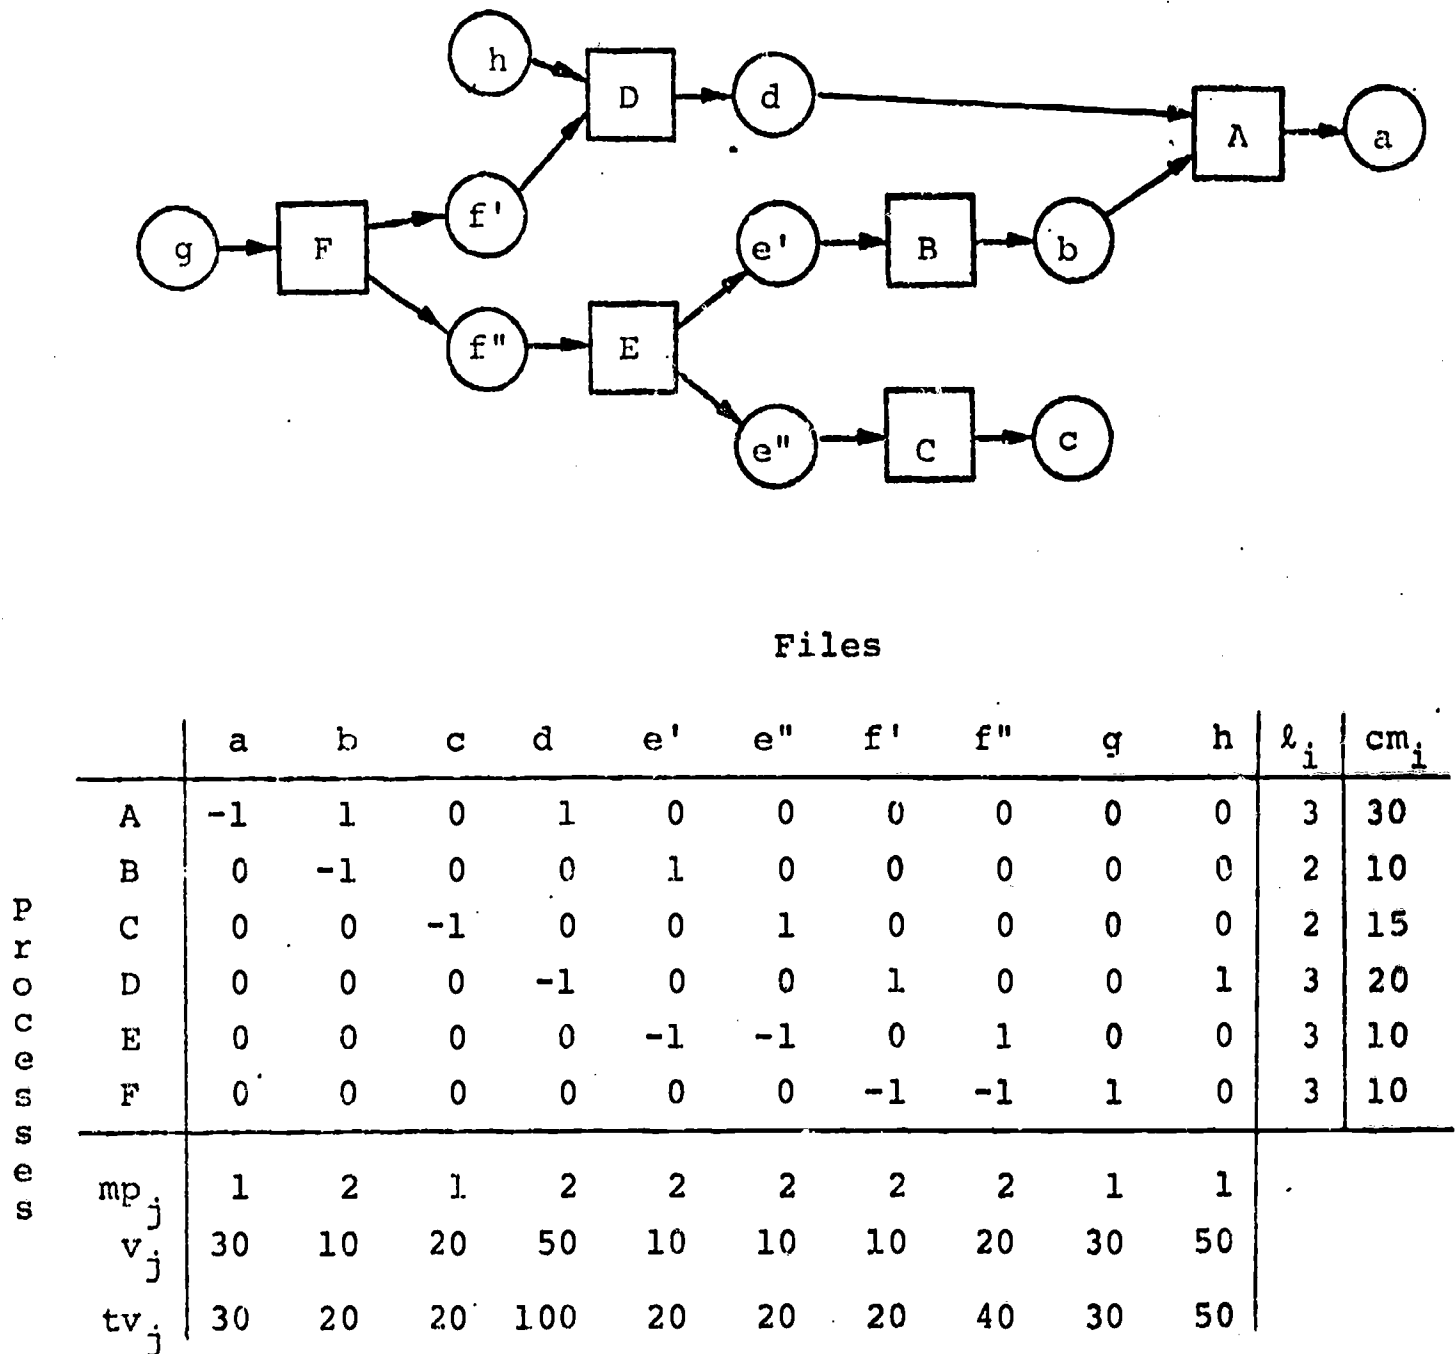 h D d A a
g F f' e' B b
f" E
e" C c
Files
a b c d e' e" f' f" g h ℓi cmi
A -1 1 0 1 0 0 0 0 0 0 3 30
B 0 -1 0 0 1 0 0 0 0 0 2 10
C 0 0 -1 0 0 1 0 0 0 0 2 15
D 0 0 0 -1 0 0 1 0 0 1 3 20
E 0 0 0 0 -1 -1 0 1 0 0 3 10
F 0 0 0 0 0 0 -1 -1 1 0 3 10
Processes
mpj 1 2 1 2 2 2 2 2 1 1
vj 30 10 20 50 10 10 10 20 30 50
tvj 30 20 20 100 20 20 20 40 30 50